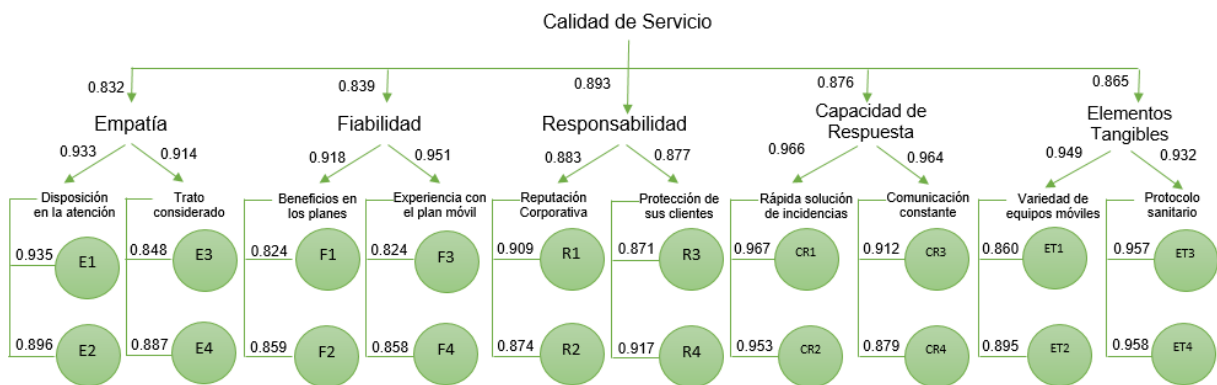 Calidad de Servicio
0.832
0.839
0.893
0.876
0.865
Empatía
Fiabilidad
Responsabilidad
Capacidad de
Respuesta
Elementos
Tangibles
0.933
0.914
0.918
0.951
0.883
0.877
0.966
0.964
0.949
0.932
Disposición
en la atención
Trato
considerado
Beneficios en
los planes
Experiencia con
el plan móvil
Reputación
Corporativa
Protección de
sus clientes
Rápida solución
de incidencias
Comunicación
constante
Variedad de
equipos móviles
Protocolo
sanitario
0.935
E1
0.848
E3
0.824
F1
0.824
F3
0.909
R1
0.871
R3
0.967
CR1
0.912
CR3
0.860
ET1
0.957
ET3
0.896
E2
0.887
E4
0.859
F2
0.858
F4
0.874
R2
0.917
R4
0.953
CR2
0.879
CR4
0.895
ET2
0.958
ET4